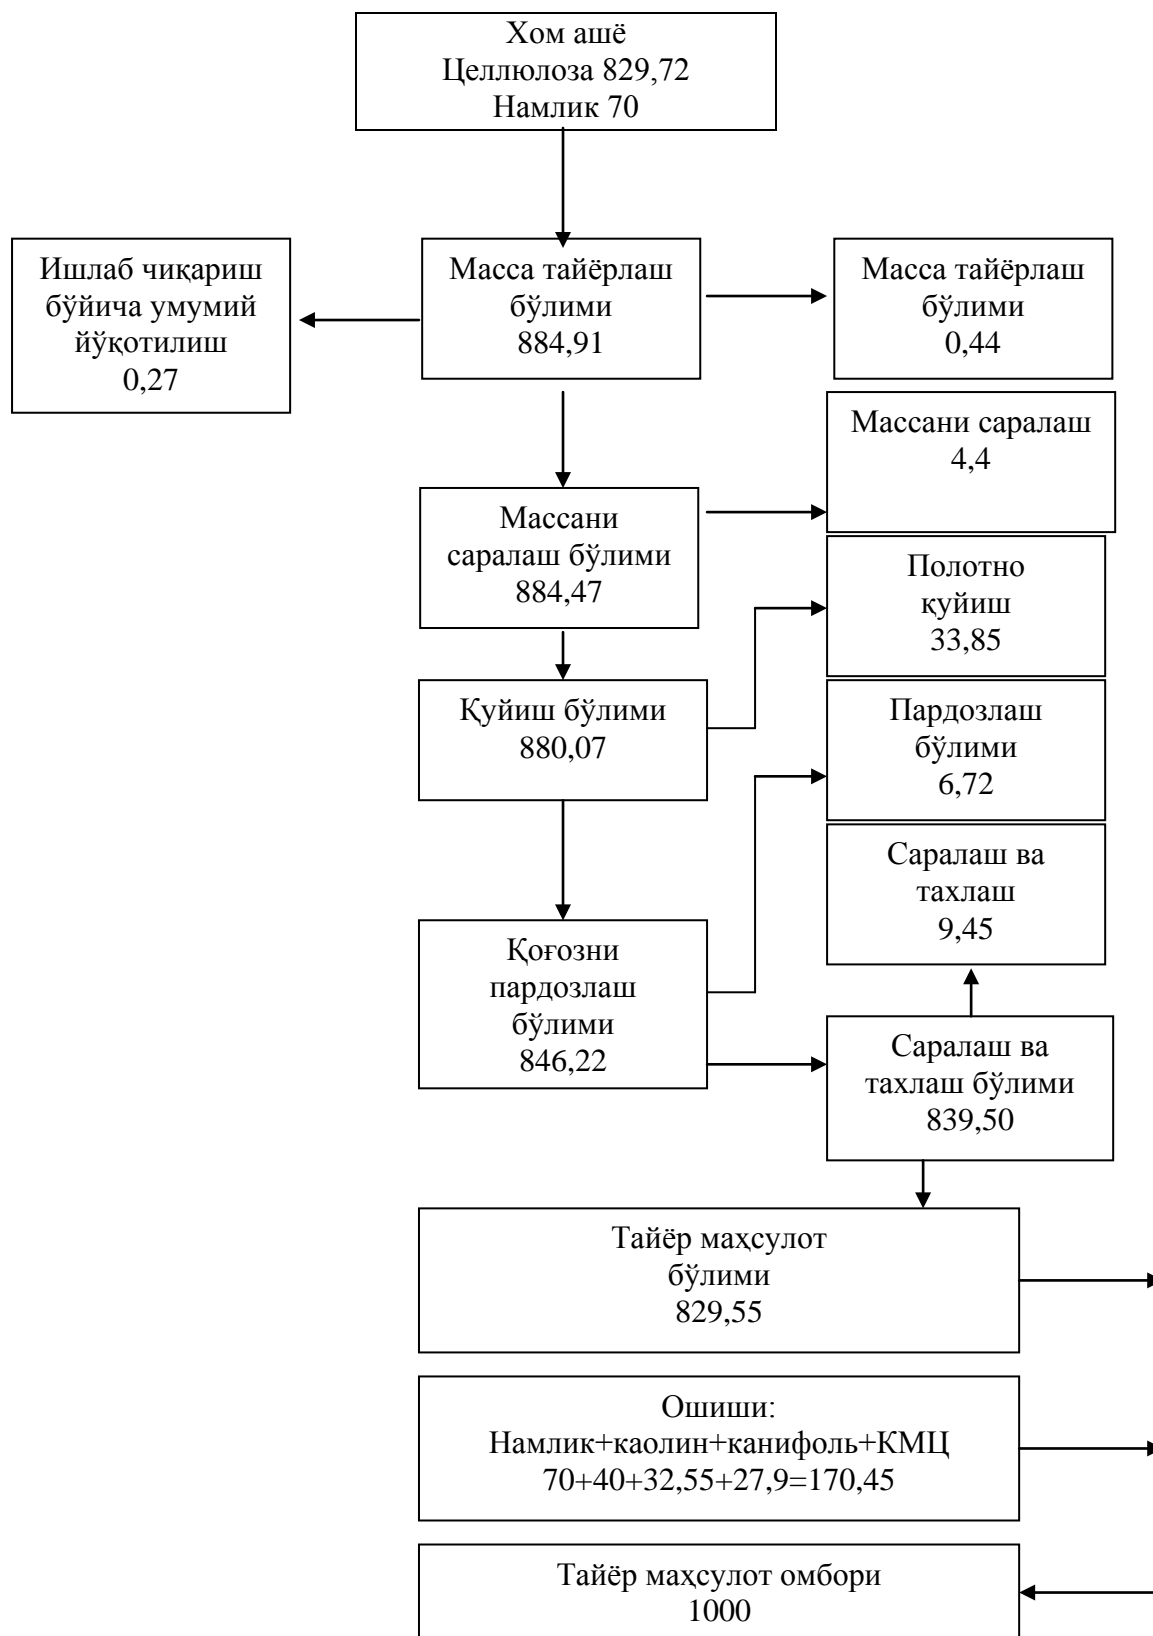 Хом ашё
Целлюлоза 829,72
Намлик 70
Ишлаб чиқариш
бўйича умумий
йўқотилиш
0,27
Масса тайёрлаш
бўлими
884,91
Масса тайёрлаш
бўлими
0,44
Массани саралаш
4,4
Массани
саралаш бўлими
884,47
Полотно
қуйиш
33,85
Қуйиш бўлими
880,07
Пардозлаш
бўлими
6,72
Саралаш ва
тахлаш
9,45
Қоғозни
пардозлаш
бўлими
846,22
Саралаш ва
тахлаш бўлими
839,50
Тайёр маҳсулот
бўлими
829,55
Ошиши:
Намлик+каолин+канифоль+КМЦ
70+40+32,55+27,9=170,45
Тайёр маҳсулот омбори
1000